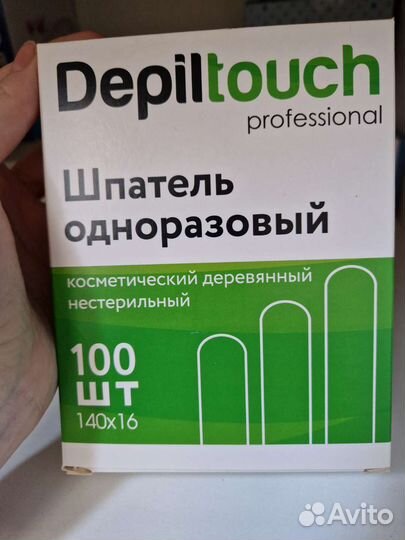 Depiltouch
professional
Шпатель
одноразовый
косметический деревянный
нестерильный
100
ШТ
140x16
Avito